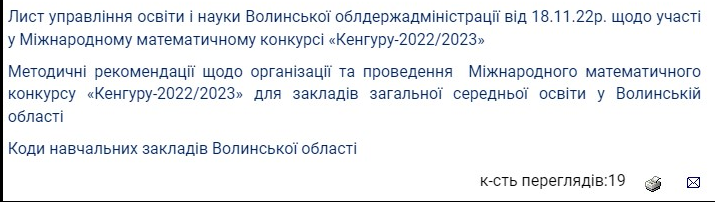 Лист управління освіти і науки Волинської облдержадміністрації від 18.11.22р. щодо участі
у Міжнародному математичному конкурсі «Кенгуру-2022/2023»
Методичні рекомендації щодо організації та проведення Міжнародного математичного
конкурсу «Кенгуру-2022/2023» для закладів загальної середньої освіти у Волинській
області
Коди навчальних закладів Волинської області
к-сть переглядів:19